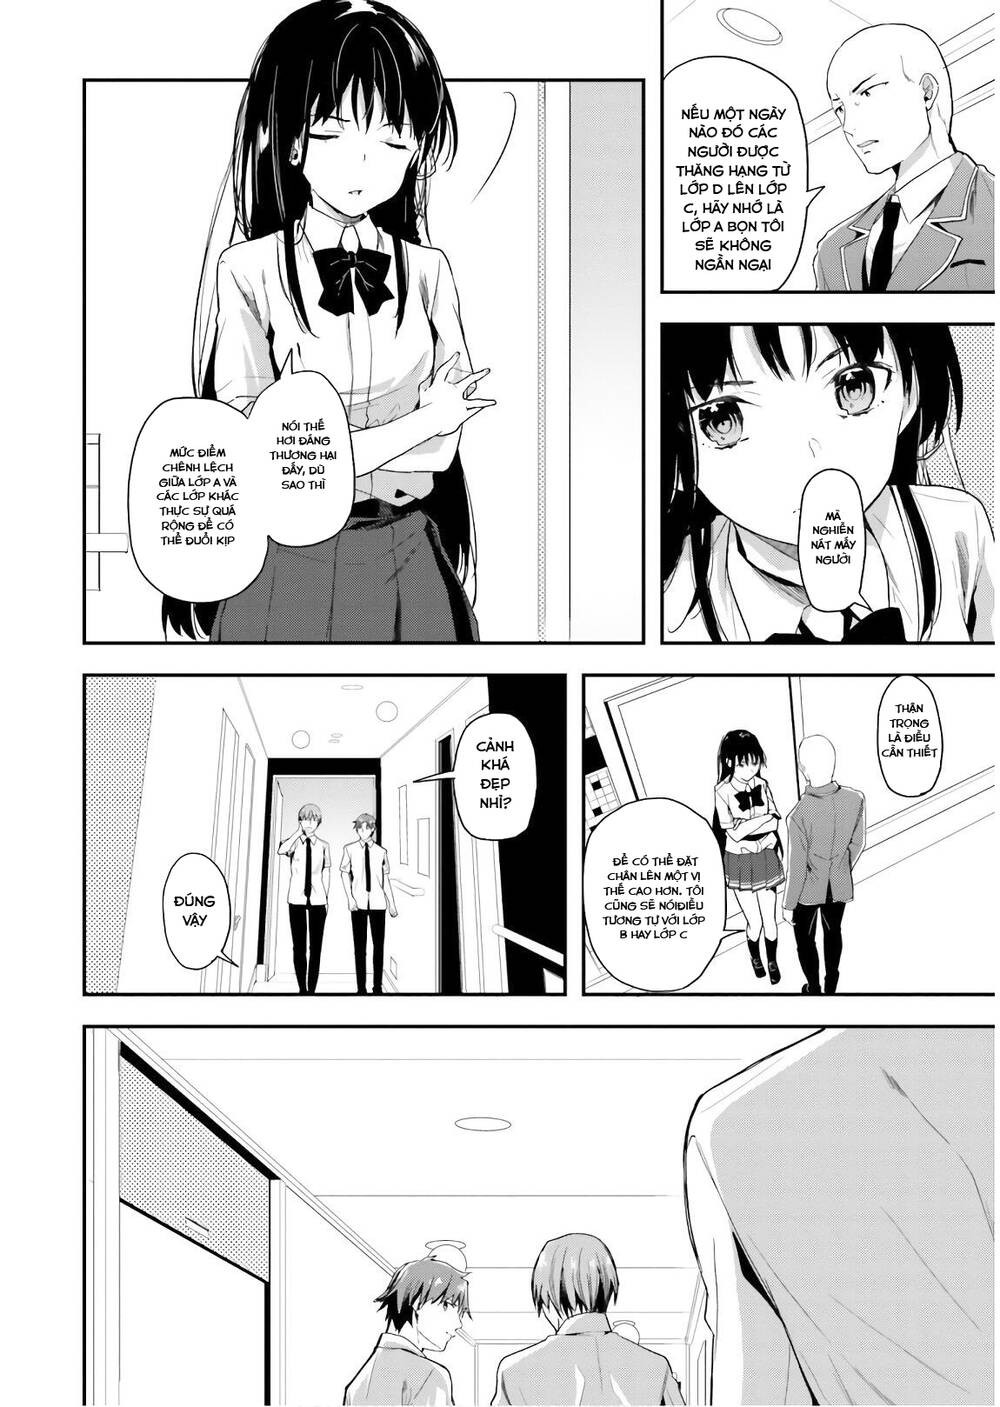 NẾU MỘT NGÀY
NÀO ĐÓ CÁC
NGƯỜI ĐƯỢC
THĂNG HẠNG TỪ
LỚP D LÊN LỚP
C, HÃY NHỚ LÀ
LỚP A BỌN TÔI
SẼ KHÔNG
NGẦN NGẠI
MÀ
NGHIỀN
NÁT MẤY
NGƯỜI
NÓI THẾ
HƠI ĐÁNG
THƯƠNG HẠI
ĐẤY, DÙ
SAO THÌ
MỨC ĐIỂM
CHÊNH LỆCH
GIỮA LỚP A VÀ
CÁC LỚP KHÁC
THỰC SỰ QUÁ
RỘNG ĐỂ CÓ
THỂ ĐUỔI KỊP
THẬN
TRỌNG
LÀ ĐIỀU
CẦN THIẾT
ĐỂ CÓ THỂ ĐẶT
CHÂN LÊN MỘT VỊ
THẾ CAO HƠN. TÔI
CŨNG SẼ NÓIĐIỀU
TƯƠNG TỰ VỚI LỚP
B HAY LỚP C
CẢNH
KHÁ
ĐẸP
NHỈ?
ĐÚNG
VẬY